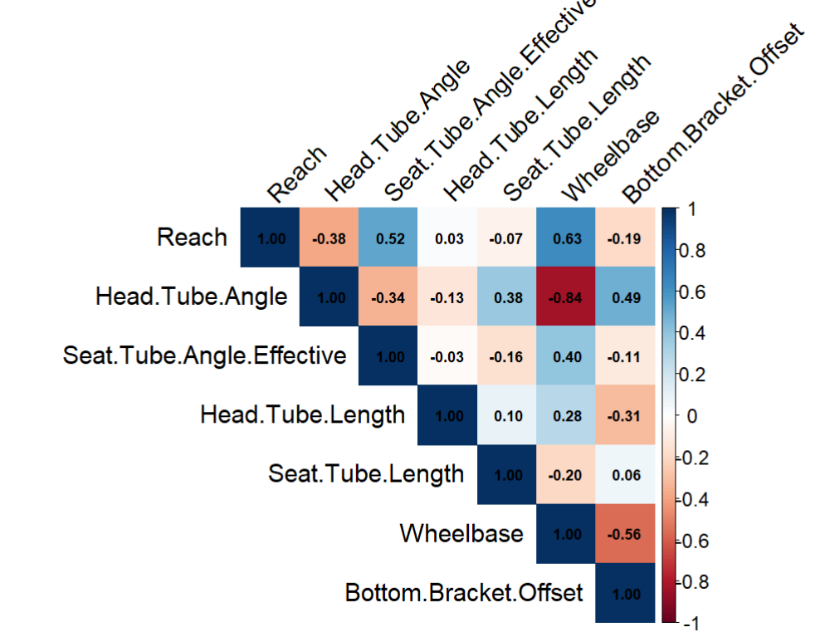 Reach
Head.Tube.Angle
Seat.Tube.Angle.Effective
Head.Tube.Length
Seat.Tube.Length
Wheelbase
Bottom.Bracket.Offset
Reach 1.00 -0.38 0.52 0.03 -0.07 0.63 -0.19
Head.Tube.Angle 1.00 -0.34 -0.13 0.38 -0.84 0.49
Seat.Tube.Angle.Effective 1.00 -0.03 -0.16 0.40 -0.11
Head.Tube.Length 1.00 0.10 0.28 -0.31
Seat.Tube.Length 1.00 -0.20 0.06
Wheelbase 1.00 -0.56
Bottom.Bracket.Offset 1.00
1
0.8
0.6
0.4
0.2
0
-0.2
-0.4
-0.6
-0.8
-1